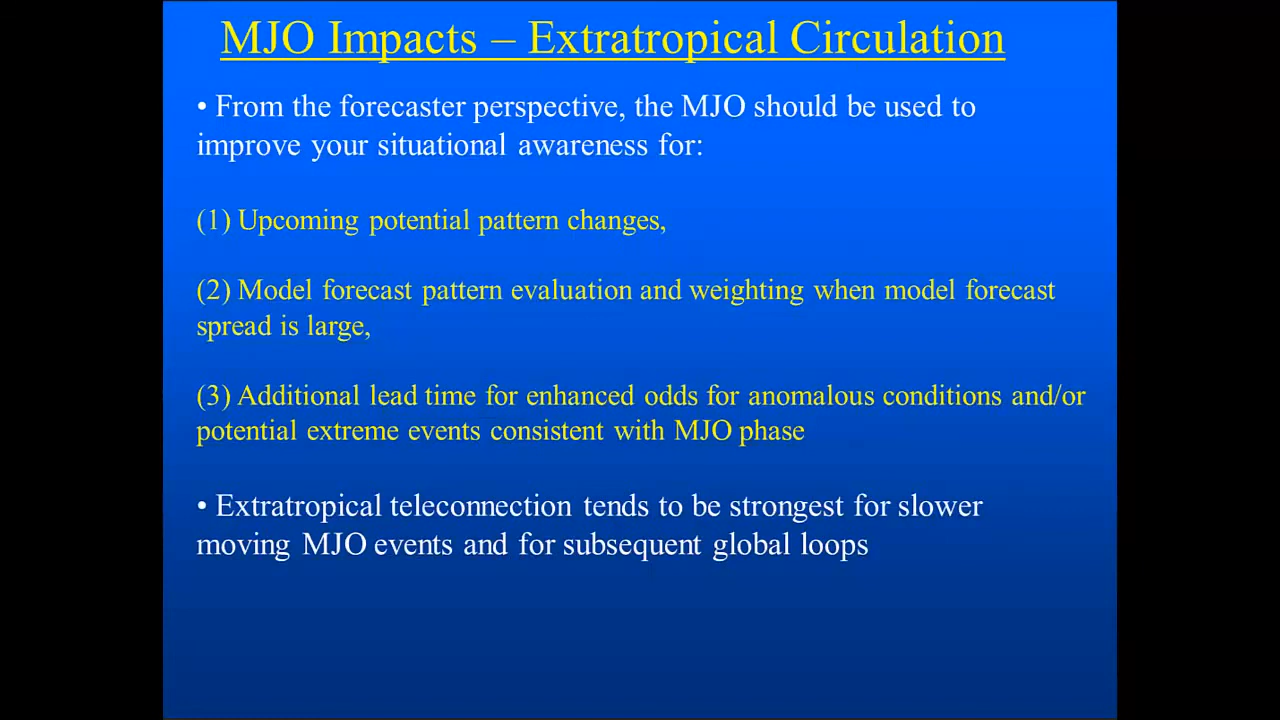 MJO Impacts – Extratropical Circulation
• From the forecaster perspective, the MJO should be used to
improve your situational awareness for:
(1) Upcoming potential pattern changes,
(2) Model forecast pattern evaluation and weighting when model forecast
spread is large,
(3) Additional lead time for enhanced odds for anomalous conditions and/or
potential extreme events consistent with MJO phase
• Extratropical teleconnection tends to be strongest for slower
moving MJO events and for subsequent global loops